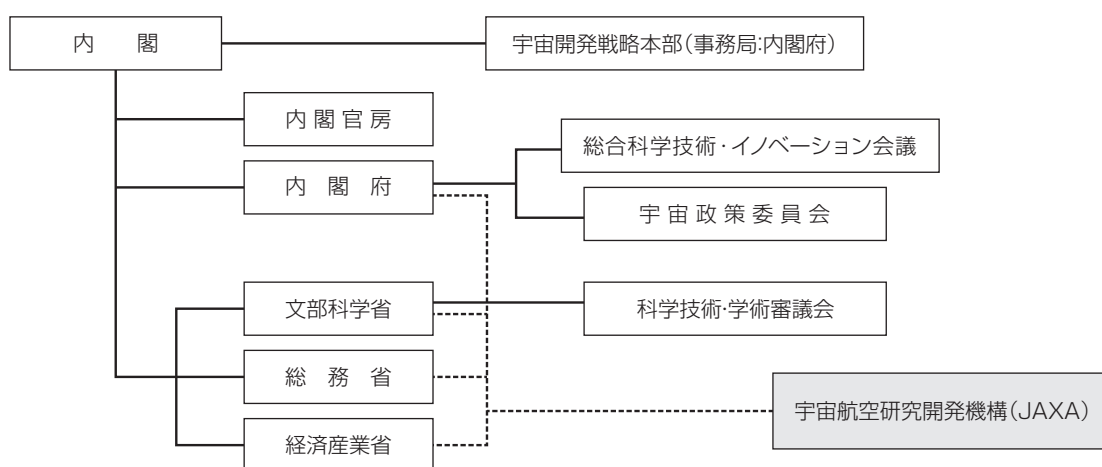 内閣
宇宙開発戦略本部(事務局:内閣府)
内閣官房
総合科学技術・イノベーション会議
内閣府
宇宙政策委員会
文部科学省
科学技術・学術審議会
総務省
宇宙航空研究開発機構(JAXA)
経済産業省